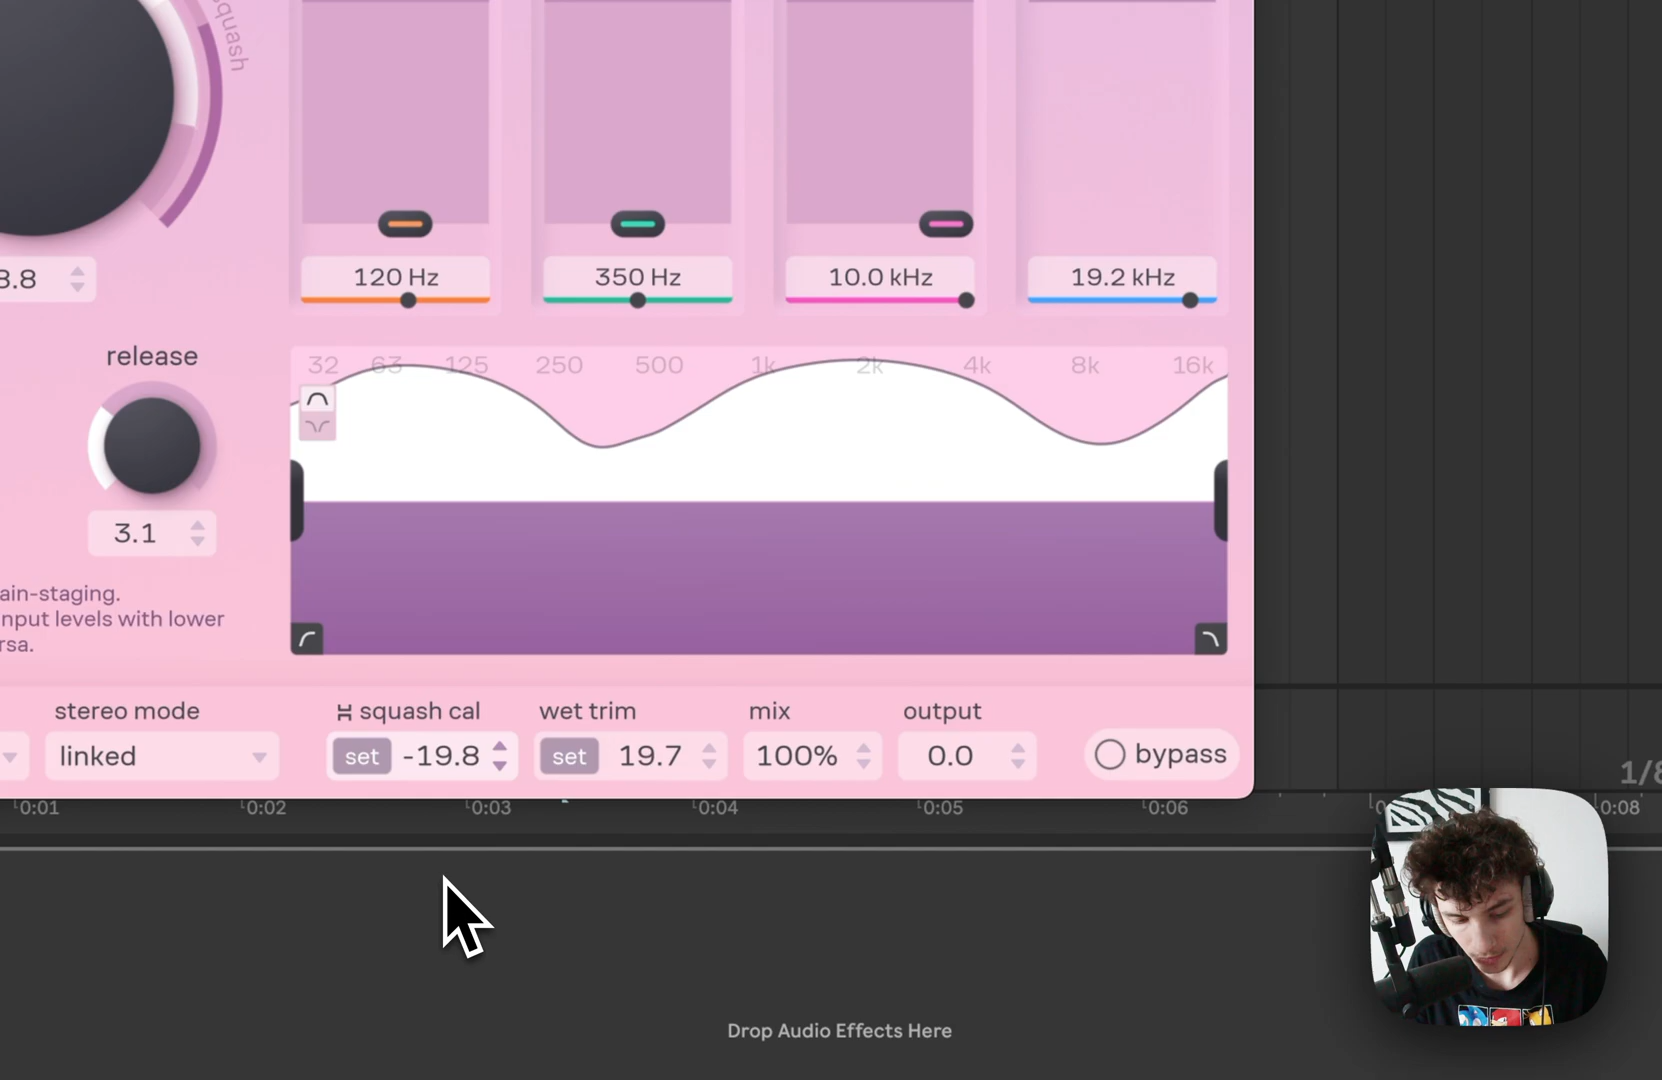 squash
3.8
120 Hz
350 Hz
10.0 kHz
19.2 kHz
release
32 63 125 250 500 1k 2k 4k 8k 16k
3.1
ain-staging.
nput levels with lower
rsa.
stereo mode
squash cal
wet trim
mix
output
linked
set -19.8
set 19.7
100%
0.0
bypass
1/8
0:01 0:02 0:03 0:04 0:05 0:06 0:08
Drop Audio Effects Here